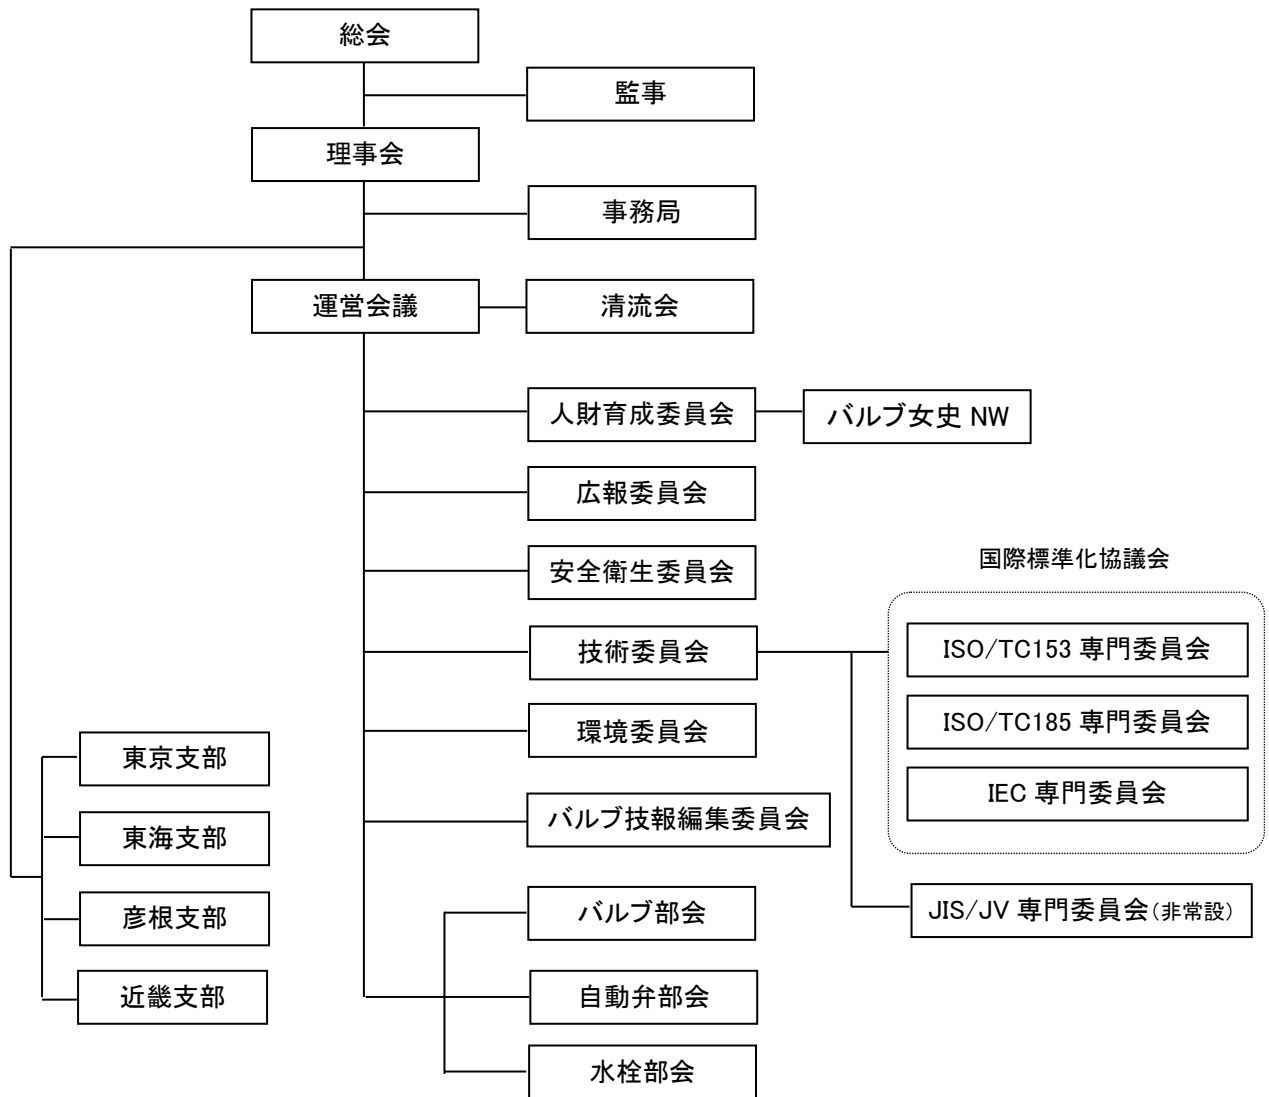 総会
監事
理事会
事務局
運営会議
清流会
人財育成委員会
バルブ女史 NW
広報委員会
安全衛生委員会
国際標準化協議会
技術委員会
ISO/TC153 専門委員会
ISO/TC185 専門委員会
環境委員会
IEC 専門委員会
東京支部
バルブ技報編集委員会
東海支部
バルブ部会
JIS/JV 専門委員会(非常設)
彦根支部
自動弁部会
近畿支部
水栓部会